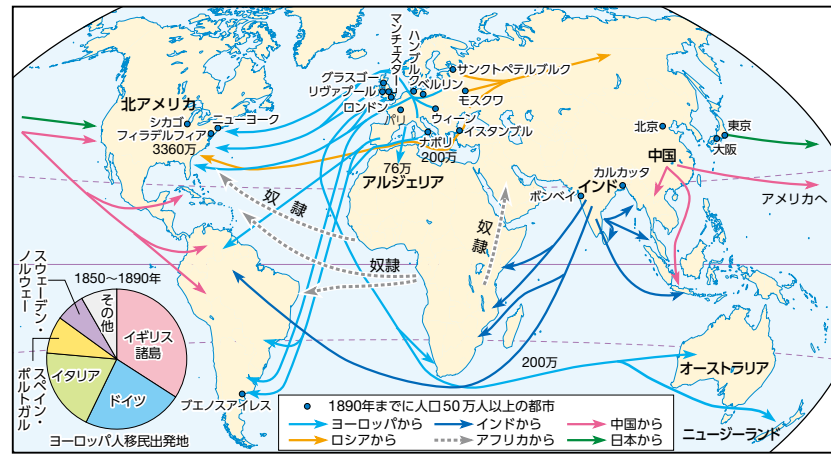 マンチェスター
ハンブルク
グラスゴー
リヴァプール
ロンドン
ベルリン
サンクトペテルブルク
モスクワ
パリ
ウィーン
イスタンブル
ナポリ
200万
76万
アルジェリア
北アメリカ
シカゴ
ニューヨーク
フィラデルフィア
3360万
北京
東京
大阪
中国
カルカッタ
インド
ボンベイ
アメリカへ
奴隷
奴隷
奴隷
200万
オーストラリア
ニュージーランド
ブエノスアイレス
1850〜1890年
スウェーデン・
ノルウェー
その他
イギリス
諸島
ドイツ
イタリア
スペイン・
ポルトガル
ヨーロッパ人移民出発地
1890年までに人口50万人以上の都市
ヨーロッパから
インドから
中国から
ロシアから
アフリカから
日本から